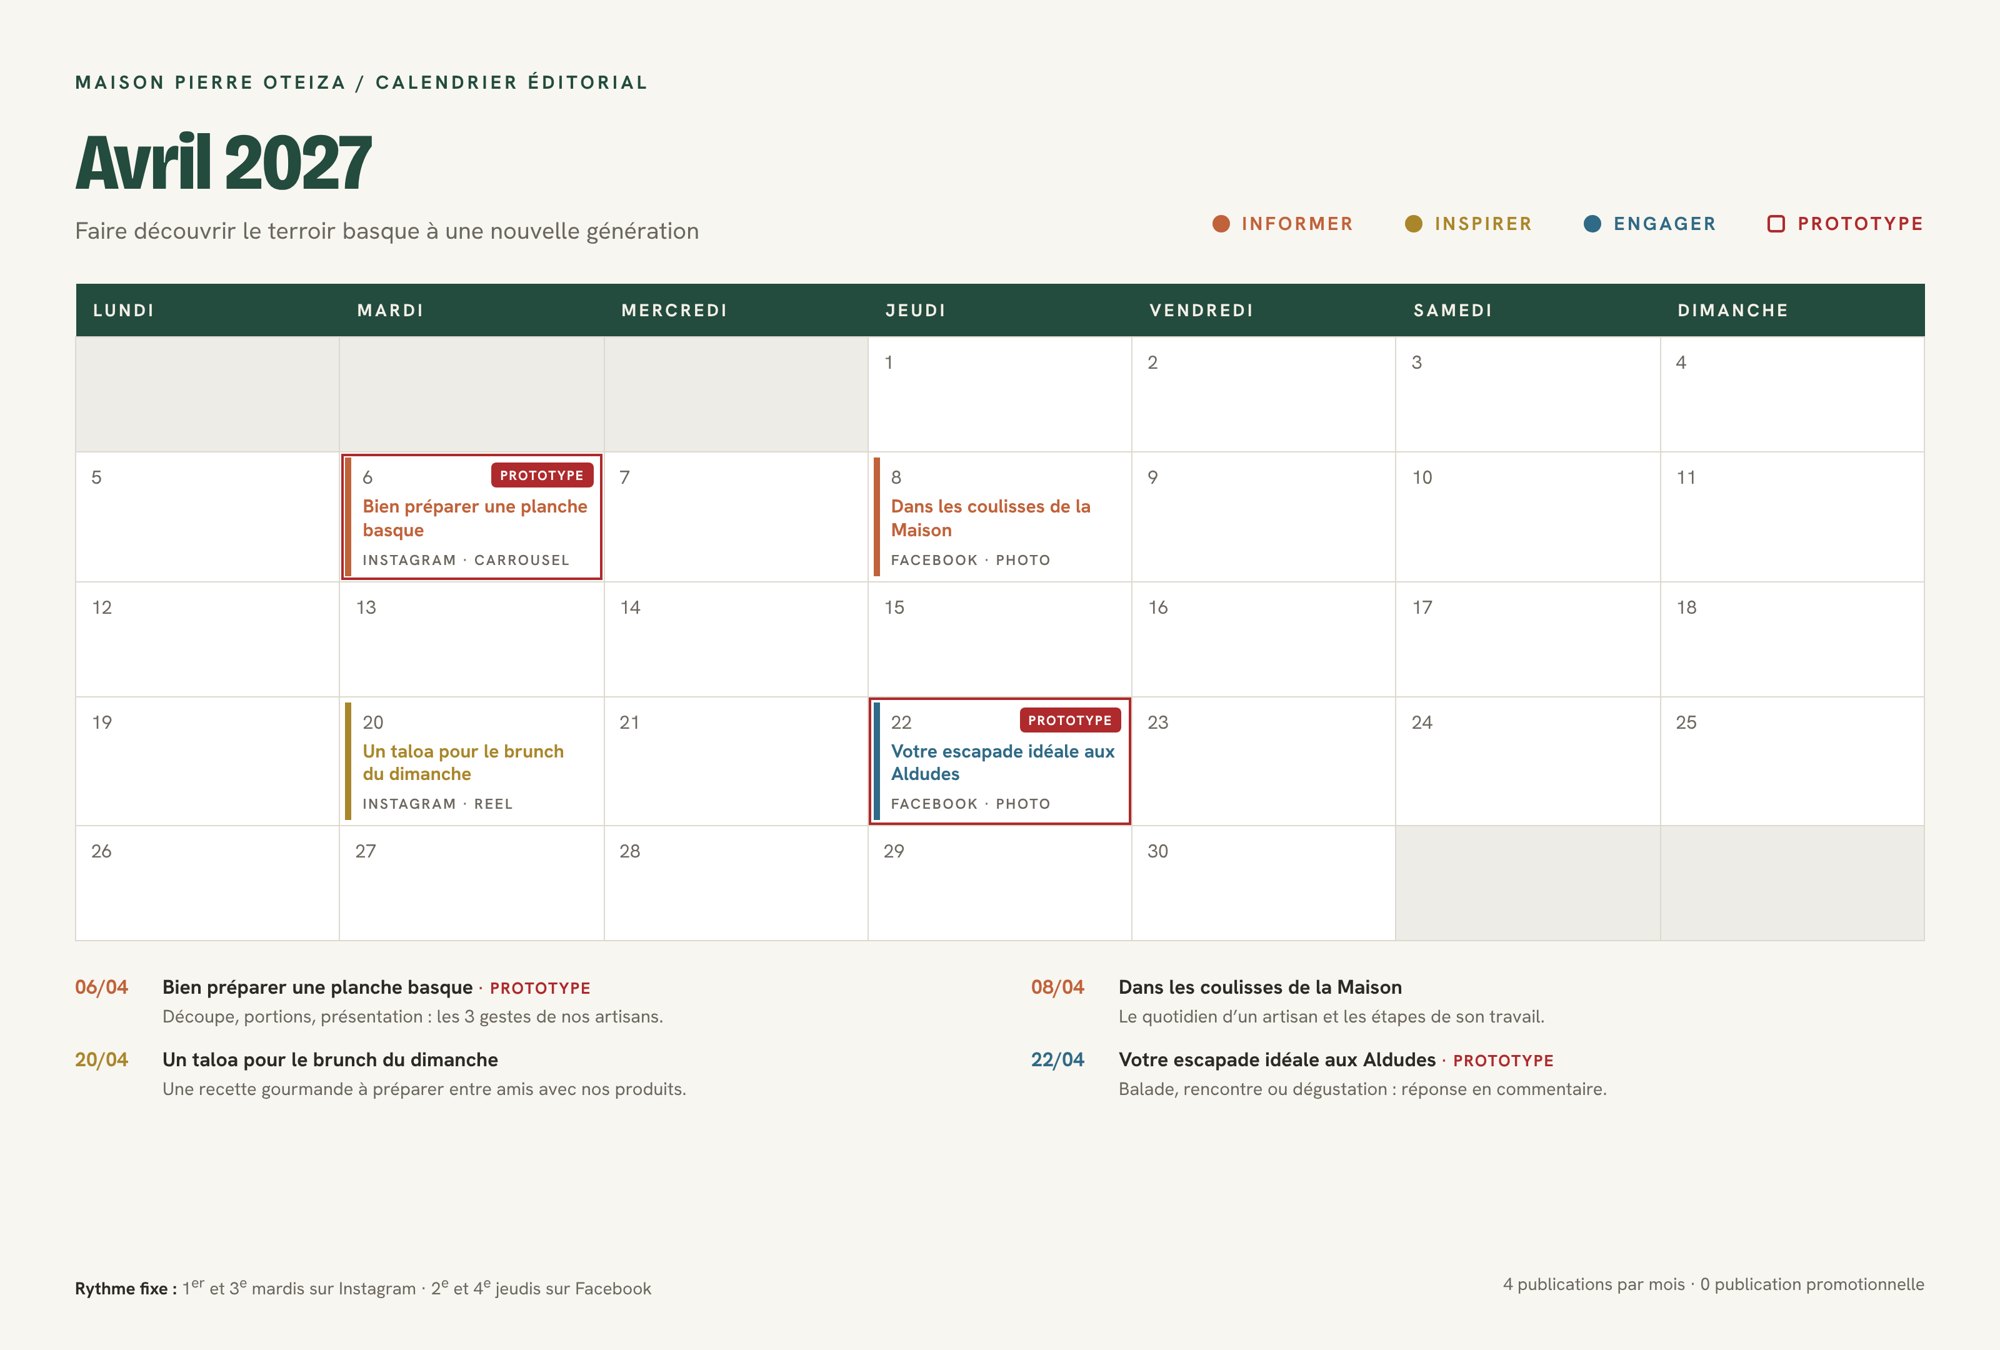 MAISON PIERRE OTEIZA / CALENDRIER ÉDITORIAL
Avril 2027
Faire découvrir le terroir basque à une nouvelle génération
INFORMER
INSPIRER
ENGAGER
PROTOTYPE
LUNDI
MARDI
MERCREDI
JEUDI
VENDREDI
SAMEDI
DIMANCHE
1
2
3
4
5
6
PROTOTYPE
Bien préparer une planche
basque
INSTAGRAM · CARROUSEL
7
8
Dans les coulisses de la
Maison
FACEBOOK · PHOTO
9
10
11
12
13
14
15
16
17
18
19
20
Un taloa pour le brunch
du dimanche
INSTAGRAM · REEL
21
22
PROTOTYPE
Votre escapade idéale aux
Aldudes
FACEBOOK · PHOTO
23
24
25
26
27
28
29
30
06/04
Bien préparer une planche basque · PROTOTYPE
Découpe, portions, présentation : les 3 gestes de nos artisans.
08/04
Dans les coulisses de la Maison
Le quotidien d’un artisan et les étapes de son travail.
20/04
Un taloa pour le brunch du dimanche
Une recette gourmande à préparer entre amis avec nos produits.
22/04
Votre escapade idéale aux Aldudes · PROTOTYPE
Balade, rencontre ou dégustation : réponse en commentaire.
Rythme fixe : 1er et 3e mardis sur Instagram · 2e et 4e jeudis sur Facebook
4 publications par mois · 0 publication promotionnelle